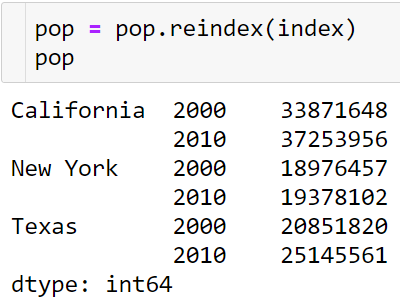 pop = pop.reindex(index)
pop
California 2000 33871648
2010 37253956
New York 2000 18976457
2010 19378102
Texas 2000 20851820
2010 25145561
dtype: int64